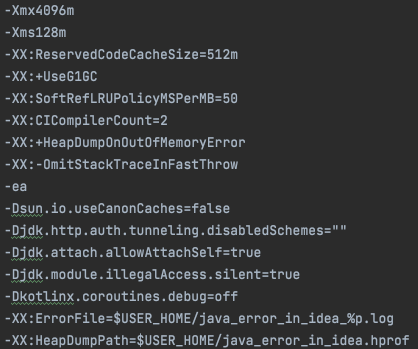 -Xmx4096m
-Xms128m
-XX:ReservedCodeCacheSize=512m
-XX:+UseG1GC
-XX:SoftRefLRUPolicyMSPerMB=50
-XX:CICompilerCount=2
-XX:+HeapDumpOnOutOfMemoryError
-XX:-OmitStackTraceInFastThrow
-ea
-Dsun.io.useCanonCaches=false
-Djdk.http.auth.tunneling.disabledSchemes=""
-Djdk.attach.allowAttachSelf=true
-Djdk.module.illegalAccess.silent=true
-Dkotlinx.coroutines.debug=off
-XX:ErrorFile=$USER_HOME/java_error_in_idea_%p.log
-XX:HeapDumpPath=$USER_HOME/java_error_in_idea.hprof